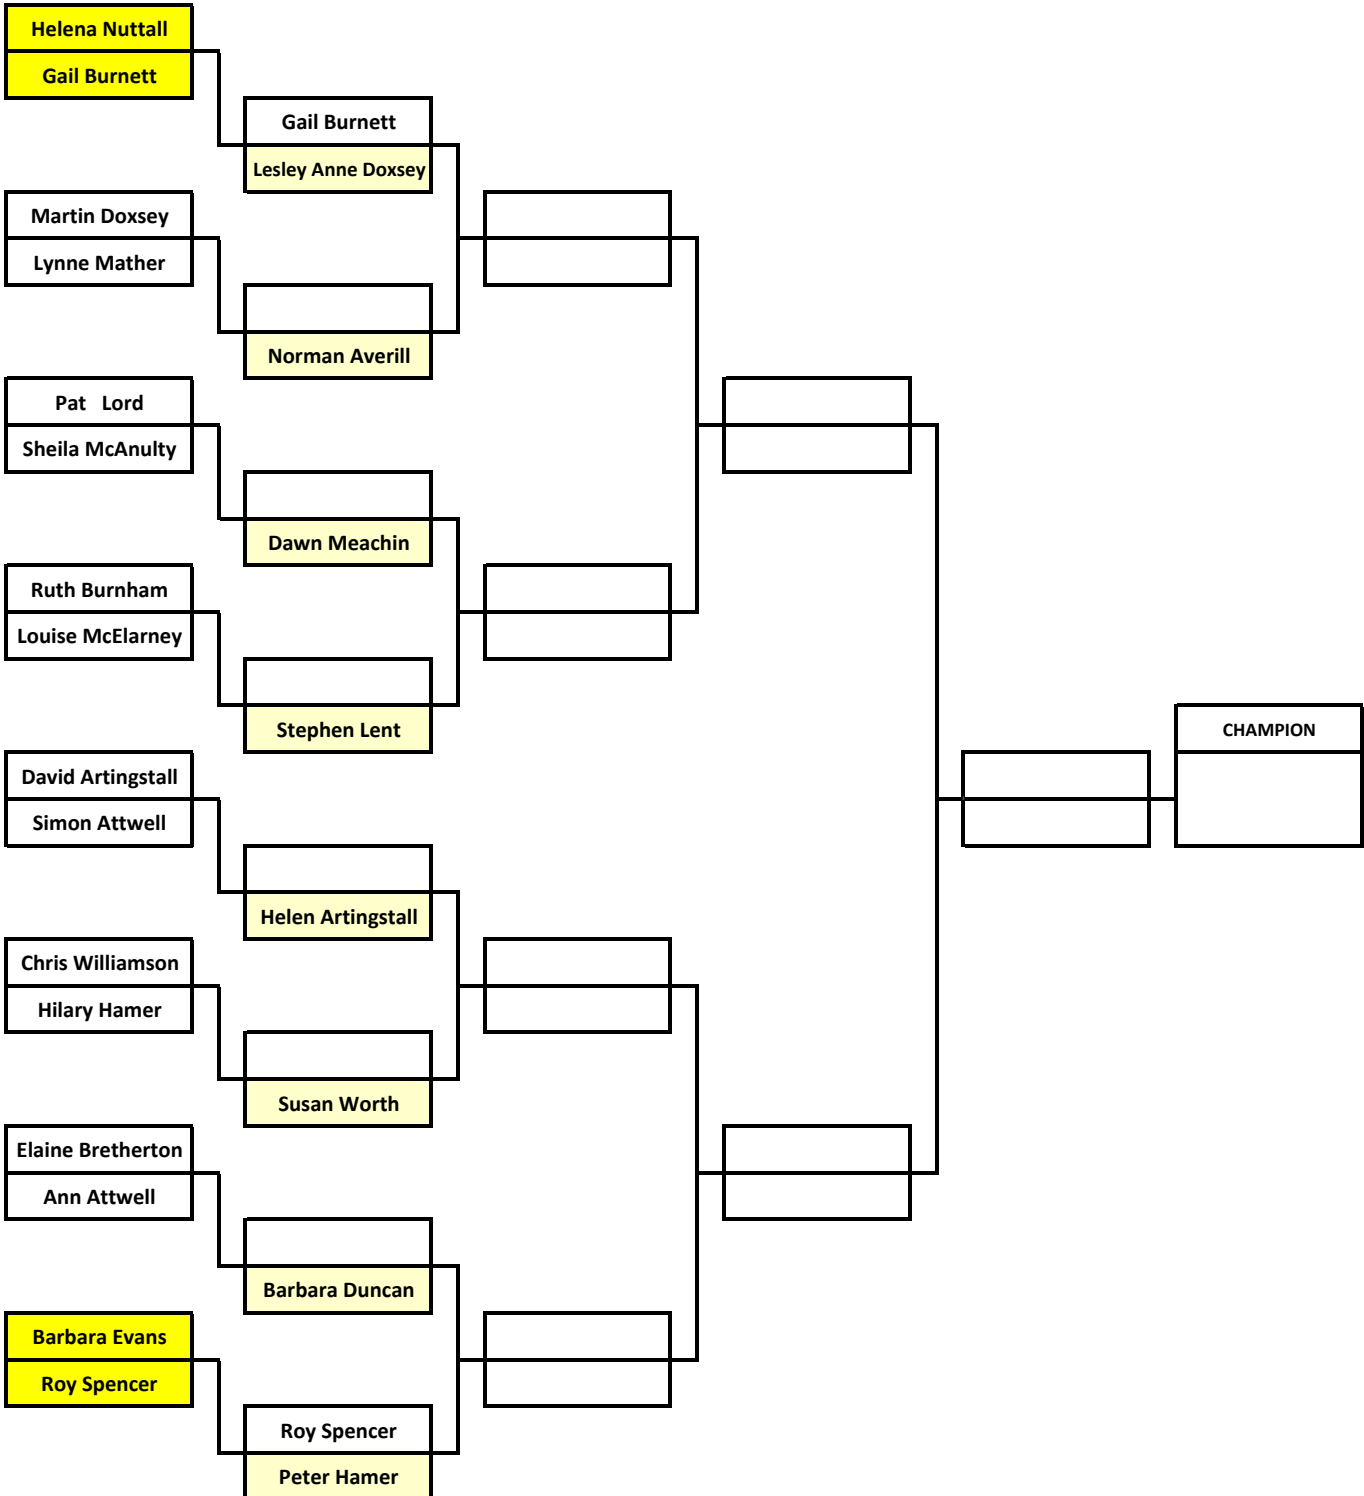 Helena Nuttall
Gail Burnett
Gail Burnett
Lesley Anne Doxsey
Martin Doxsey
Lynne Mather
Norman Averill
Pat Lord
Sheila McAnulty
Dawn Meachin
Ruth Burnham
Louise McElarney
Stephen Lent
CHAMPION
David Artingstall
Simon Attwell
Helen Artingstall
Chris Williamson
Hilary Hamer
Susan Worth
Elaine Bretherton
Ann Attwell
Barbara Duncan
Barbara Evans
Roy Spencer
Roy Spencer
Peter Hamer